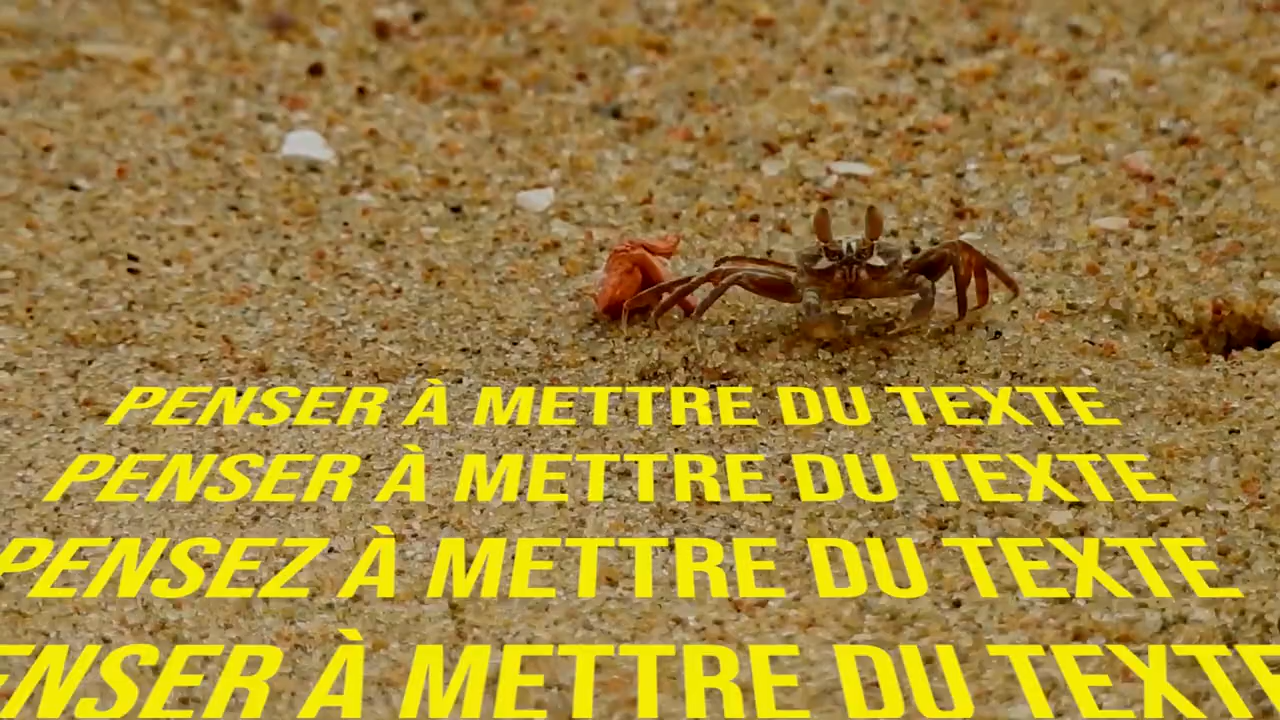 PENSER À METTRE DU TEXTE
PENSER À METTRE DU TEXTE
PENSEZ À METTRE DU TEXTE
ENSER À METTRE DU TEXTE